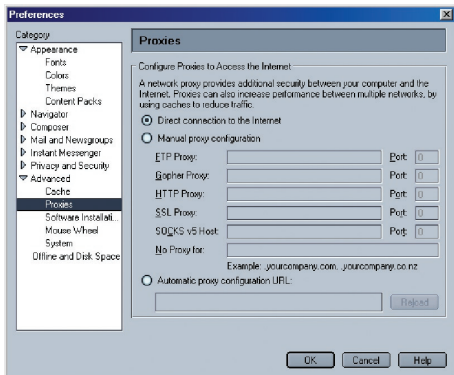 Preferences
Category
Appearance
Fonts
Colors
Themes
Content Packs
Navigator
Composer
Mail and Newsgroups
Instant Messenger
Privacy and Security
Advanced
Cache
Proxies
Software Installati...
Mouse Wheel
System
Offline and Disk Space
Proxies
Configure Proxies to Access the Internet
A network proxy provides additional security between your computer and the
Internet. Proxies can also increase performance between multiple networks, by
using caches to reduce traffic.
Direct connection to the Internet
Manual proxy configuration
FTP Proxy: Port: 0
Gopher Proxy: Port: 0
HTTP Proxy: Port: 0
SSL Proxy: Port: 0
SOCKS v5 Host: Port: 0
No Proxy for:
Example: .yourcompany.com, .yourcompany.co.nz
Automatic proxy configuration URL:
Reload
OK Cancel Help